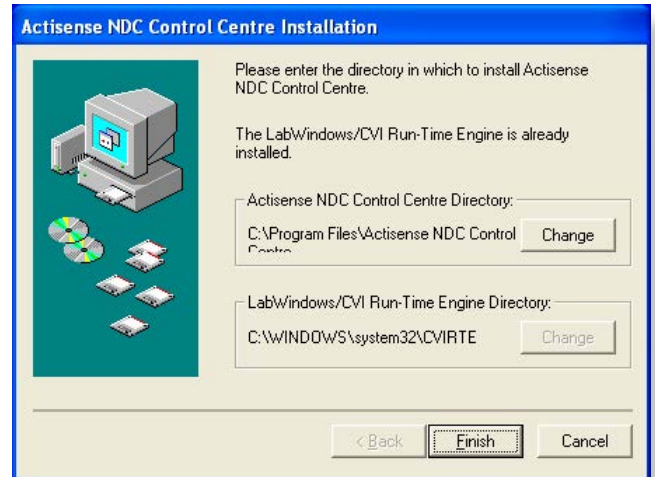 Actisense NDC Control Centre Installation
Please enter the directory in which to install Actisense
NDC Control Centre.
The LabWindows/CVI Run-Time Engine is already
installed.
Actisense NDC Control Centre Directory:
C:\Program Files\Actisense NDC Control
Centre
Change
LabWindows/CVI Run-Time Engine Directory:
C:\WINDOWS\system32\CVIRTE
Change
< Back
Finish
Cancel